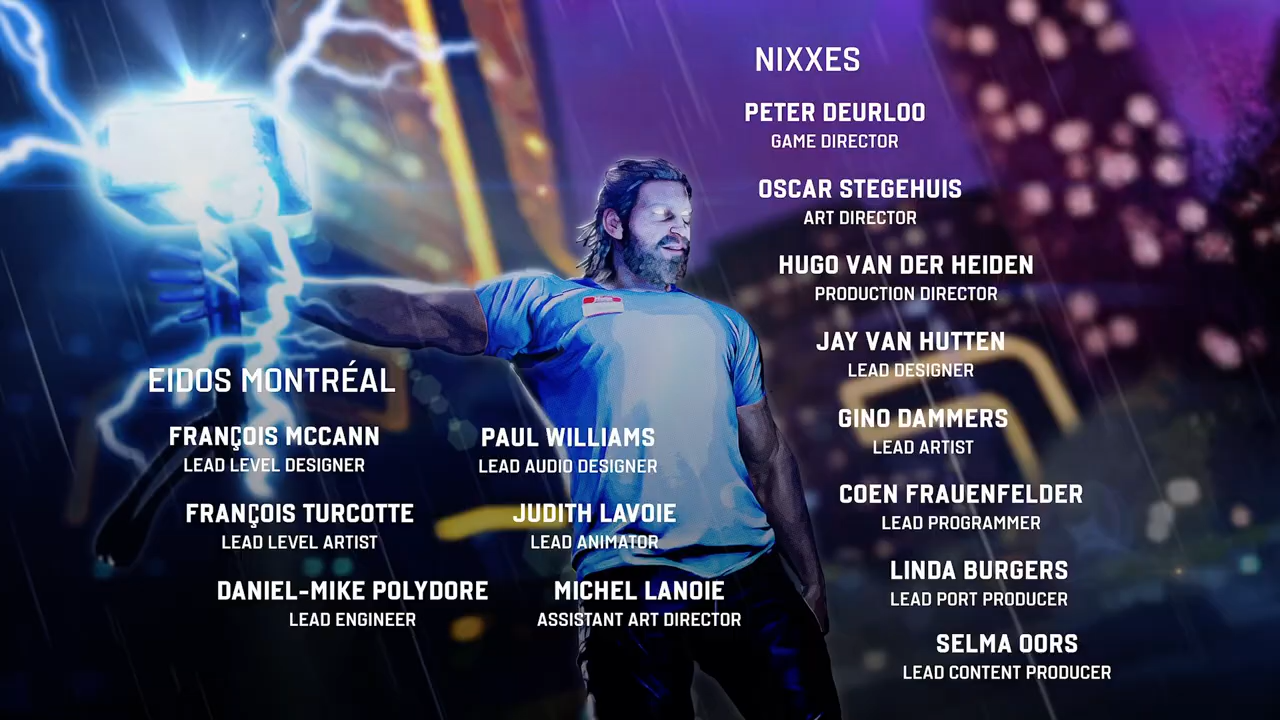 NIXXES
PETER DEURLOO
GAME DIRECTOR
OSCAR STEGEHUIS
ART DIRECTOR
HUGO VAN DER HEIDEN
PRODUCTION DIRECTOR
JAY VAN HUTTEN
LEAD DESIGNER
GINO DAMMERS
LEAD ARTIST
COEN FRAUENFELDER
LEAD PROGRAMMER
LINDA BURGERS
LEAD PORT PRODUCER
SELMA OORS
LEAD CONTENT PRODUCER
EIDOS MONTRÉAL
FRANÇOIS MCCANN
LEAD LEVEL DESIGNER
FRANÇOIS TURCOTTE
LEAD LEVEL ARTIST
DANIEL-MIKE POLYDORE
LEAD ENGINEER
PAUL WILLIAMS
LEAD AUDIO DESIGNER
JUDITH LAVOIE
LEAD ANIMATOR
MICHEL LANOIE
ASSISTANT ART DIRECTOR